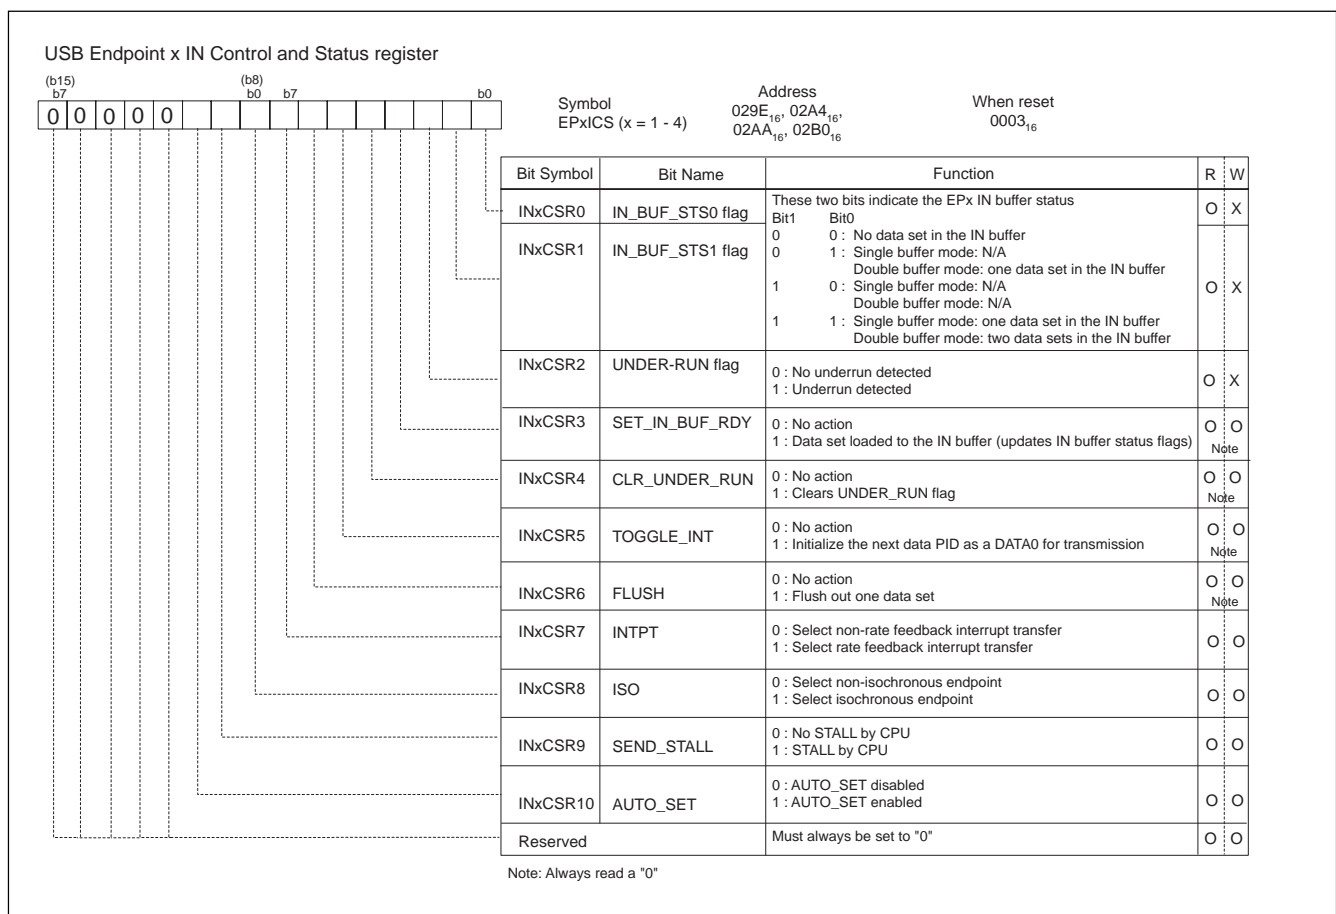 USB Endpoint x IN Control and Status register
(b15) (b8)
b7 b0 b7 b0
0 0 0 0 0
Symbol Address When reset
EPxICS (x = 1 - 4) 029E16, 02A416, 000316
02AA16, 02B016
Bit Symbol Bit Name Function R W
INxCSR0 IN_BUF_STS0 flag These two bits indicate the EPx IN buffer status O X
Bit1 Bit0
INxCSR1 IN_BUF_STS1 flag 0 0 : No data set in the IN buffer O X
0 1 : Single buffer mode: N/A
Double buffer mode: one data set in the IN buffer
1 0 : Single buffer mode: N/A
Double buffer mode: N/A
1 1 : Single buffer mode: one data set in the IN buffer
Double buffer mode: two data sets in the IN buffer
INxCSR2 UNDER-RUN flag 0 : No underrun detected O X
1 : Underrun detected
INxCSR3 SET_IN_BUF_RDY 0 : No action O O
1 : Data set loaded to the IN buffer (updates IN buffer status flags) Note
INxCSR4 CLR_UNDER_RUN 0 : No action O O
1 : Clears UNDER_RUN flag Note
INxCSR5 TOGGLE_INT 0 : No action O O
1 : Initialize the next data PID as a DATA0 for transmission Note
INxCSR6 FLUSH 0 : No action O O
1 : Flush out one data set Note
INxCSR7 INTPT 0 : Select non-rate feedback interrupt transfer O O
1 : Select rate feedback interrupt transfer
INxCSR8 ISO 0 : Select non-isochronous endpoint O O
1 : Select isochronous endpoint
INxCSR9 SEND_STALL 0 : No STALL by CPU O O
1 : STALL by CPU
INxCSR10 AUTO_SET 0 : AUTO_SET disabled O O
1 : AUTO_SET enabled
Reserved Must always be set to "0" O O
Note: Always read a "0"